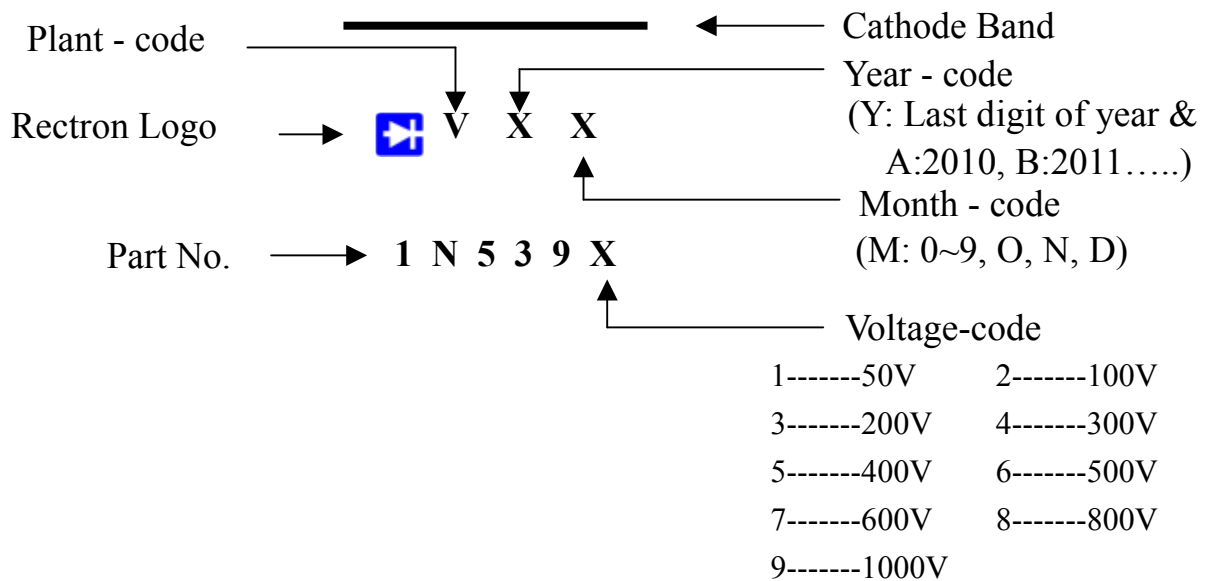 Plant - code
Cathode Band
Year - code
(Y: Last digit of year &
A:2010, B:2011…..)
Rectron Logo
V X X
Month - code
(M: 0~9, O, N, D)
Part No.
1 N 5 3 9 X
Voltage-code
1-------50V 2-------100V
3-------200V 4-------300V
5-------400V 6-------500V
7-------600V 8-------800V
9-------1000V